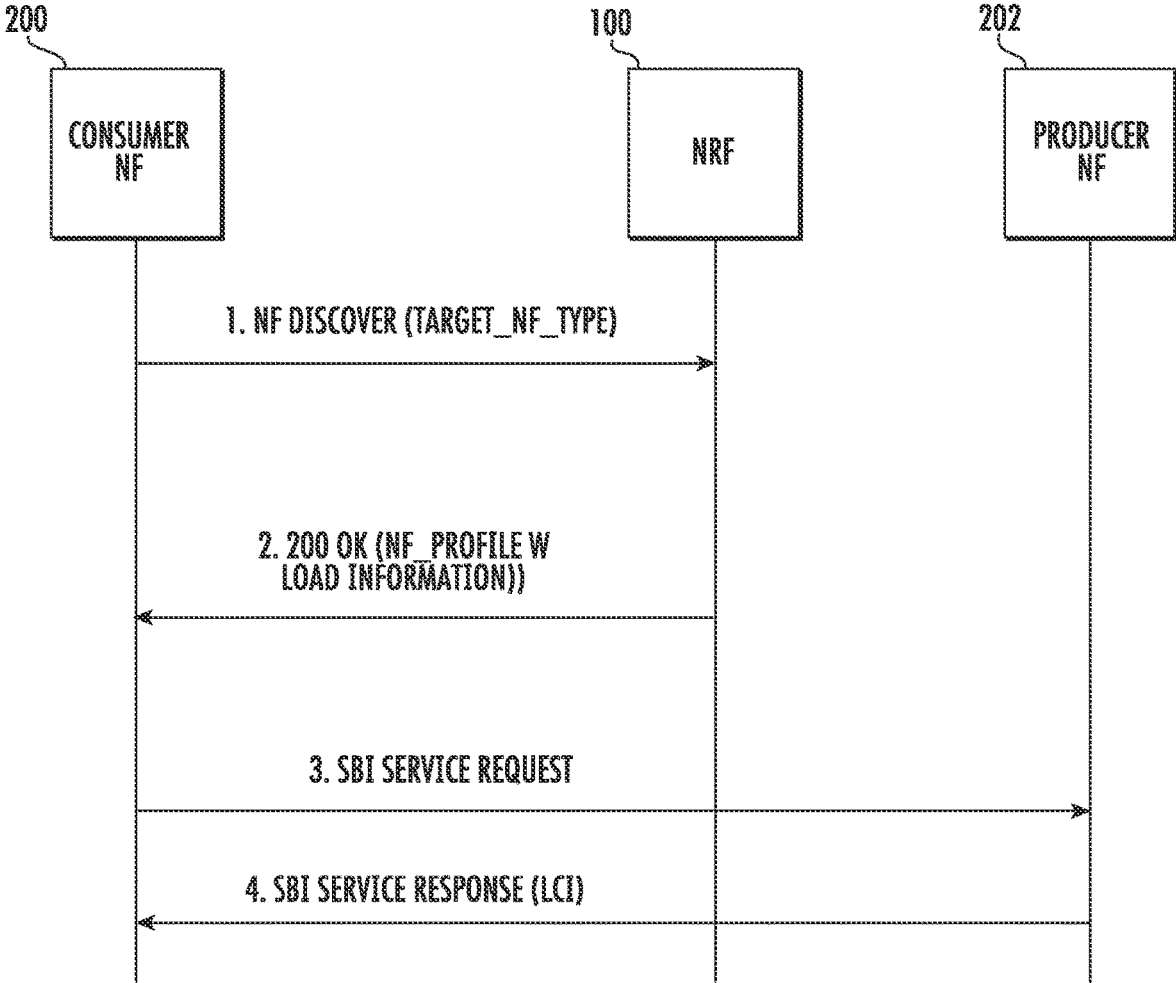 200
100
202
CONSUMER
NF
NRF
PRODUCER
NF
1. NF DISCOVER (TARGET_NF_TYPE)
2. 200 OK (NF_PROFILE W
LOAD INFORMATION))
3. SBI SERVICE REQUEST
4. SBI SERVICE RESPONSE (LCI)